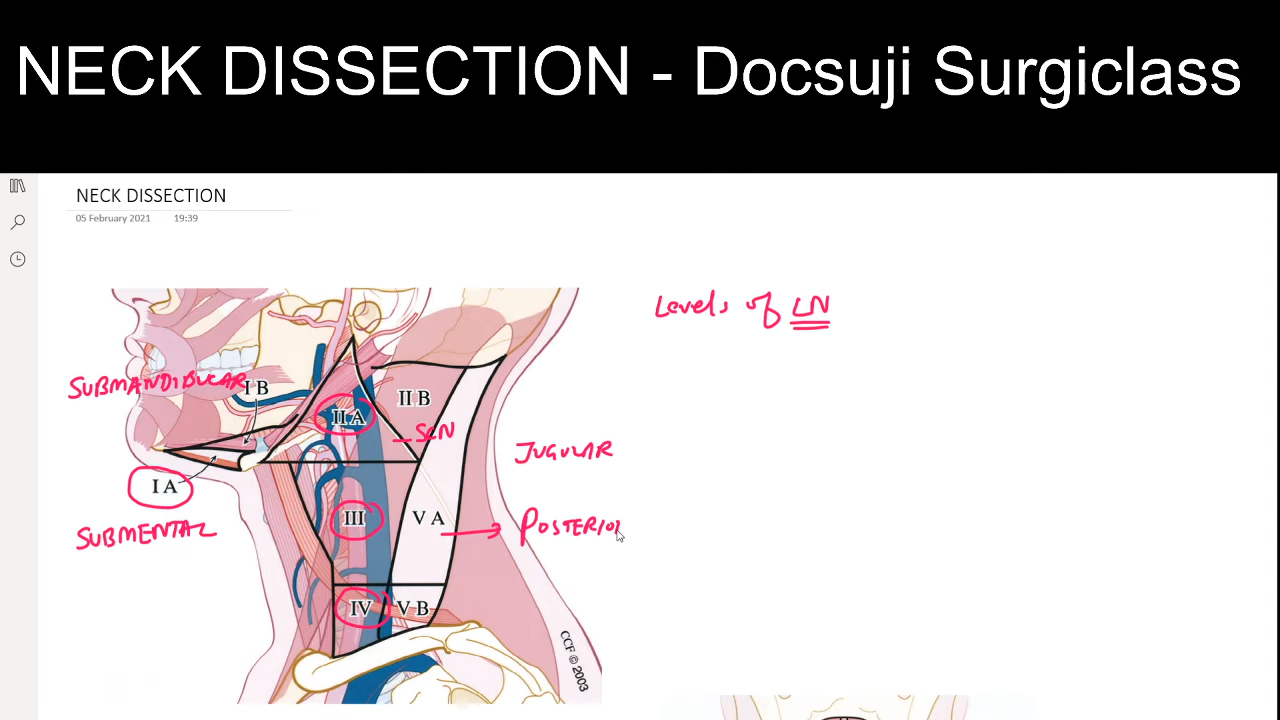 NECK DISSECTION - Docsuji Surgiclass
NECK DISSECTION
05 February 2021 19:39
Levels of LN
SUBMANDIBULAR
I B
II A
II B
SCN
JUGULAR
I A
III
V A
POSTERIOR
SUBMENTAL
IV
V B
CCF © 2003